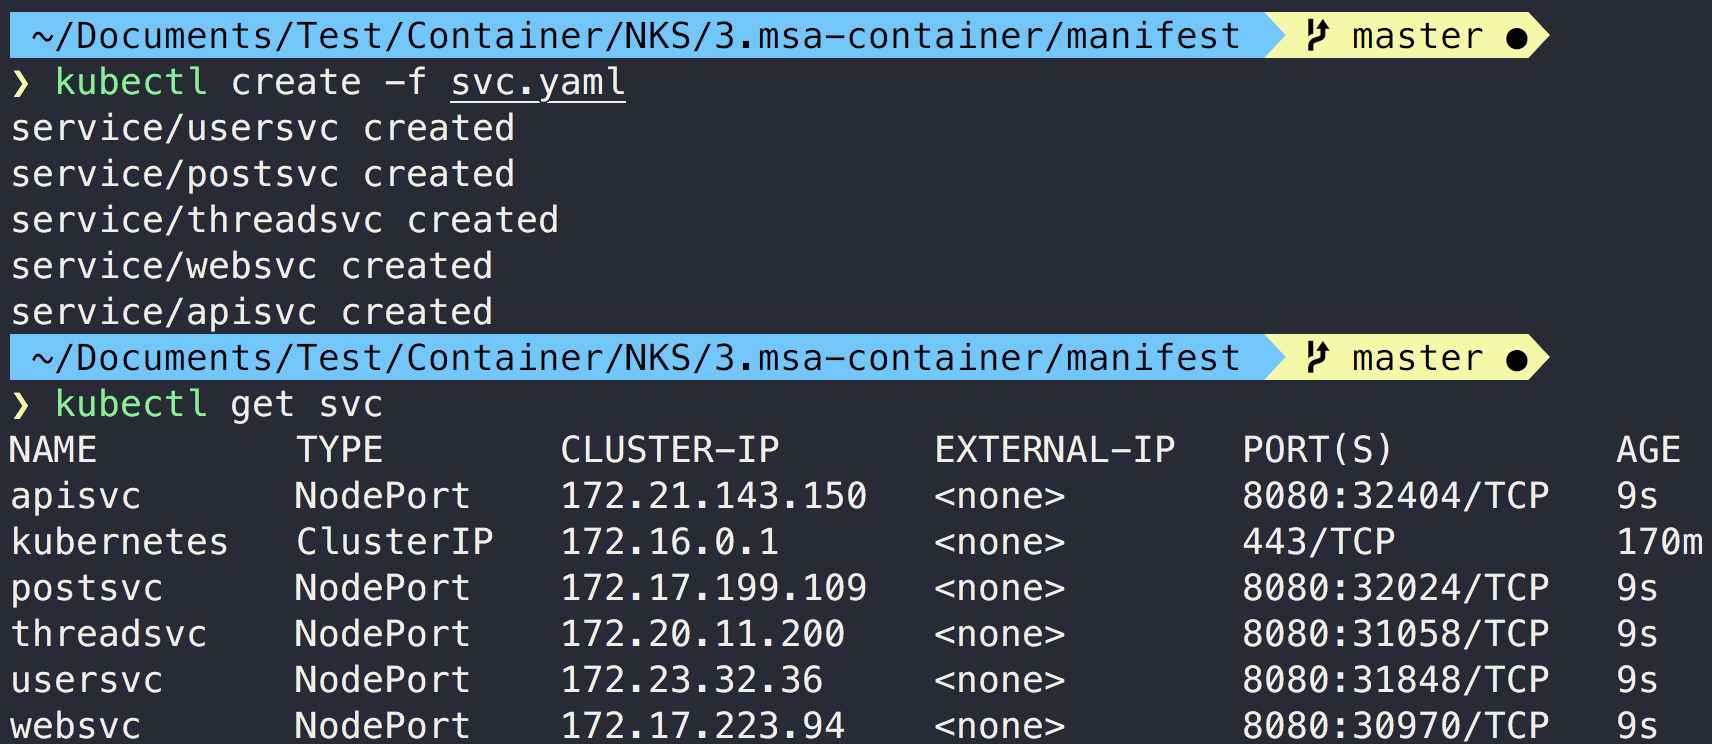 ~/Documents/Test/Container/NKS/3.msa-container/manifest master ●
❯ kubectl create -f svc.yaml
service/usersvc created
service/postsvc created
service/threadsvc created
service/websvc created
service/apisvc created
~/Documents/Test/Container/NKS/3.msa-container/manifest master ●
❯ kubectl get svc
NAME TYPE CLUSTER-IP EXTERNAL-IP PORT(S) AGE
apisvc NodePort 172.21.143.150 <none> 8080:32404/TCP 9s
kubernetes ClusterIP 172.16.0.1 <none> 443/TCP 170m
postsvc NodePort 172.17.199.109 <none> 8080:32024/TCP 9s
threadsvc NodePort 172.20.11.200 <none> 8080:31058/TCP 9s
usersvc NodePort 172.23.32.36 <none> 8080:31848/TCP 9s
websvc NodePort 172.17.223.94 <none> 8080:30970/TCP 9s